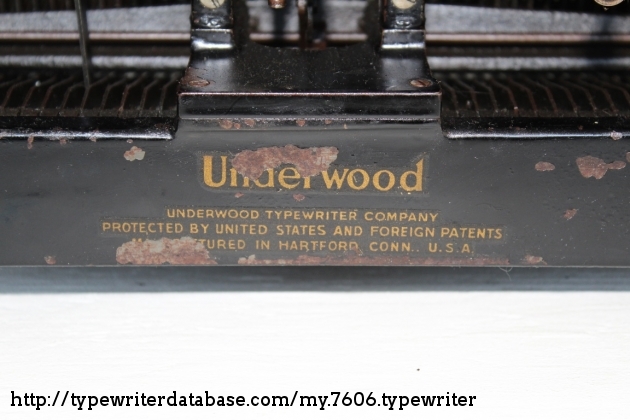 Underwood
UNDERWOOD TYPEWRITER COMPANY
PROTECTED BY UNITED STATES AND FOREIGN PATENTS
MANUFACTURED IN HARTFORD, CONN., U.S.A.
http://typewriterdatabase.com/my.7606.typewriter